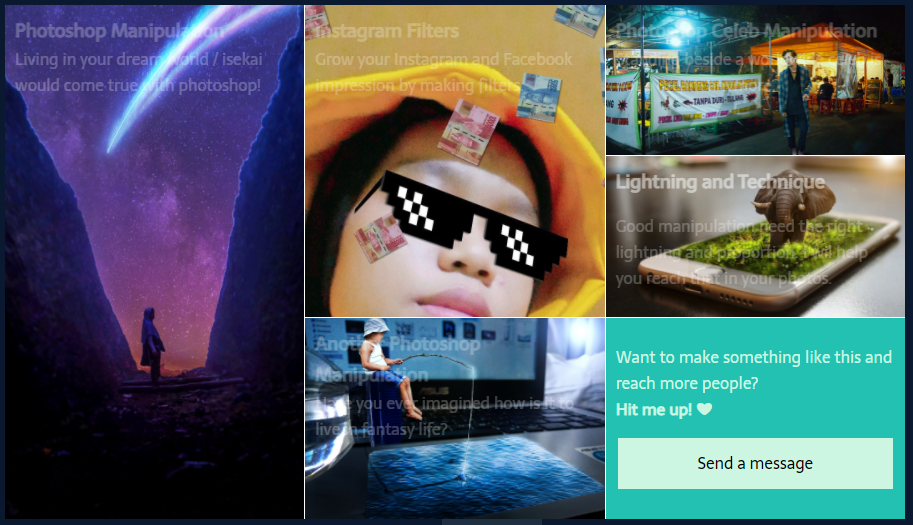 Photoshop Manipulation
Living in your dream world / isekai
would come true with photoshop!
Instagram Filters
Grow your Instagram and Facebook
impression by making filters
Photoshop Celeb Manipulation
beside a
TANPA DURI
Lightning and Technique
Good manipulation need the right
lightning and proportion. I will help
you reach that in your photos.
Another Photoshop
Manipulation
Have you ever imagined how is it to
live in fantasy life?
Want to make something like this and
reach more people?
Hit me up! ❤
Send a message